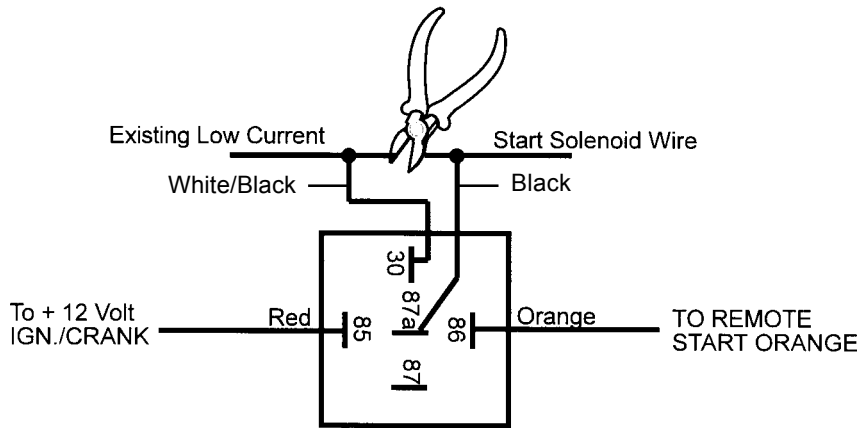 Existing Low Current
Start Solenoid Wire
White/Black
Black
30
87a
To + 12 Volt
IGN./CRANK
Red
85
86
Orange
TO REMOTE
START ORANGE
87